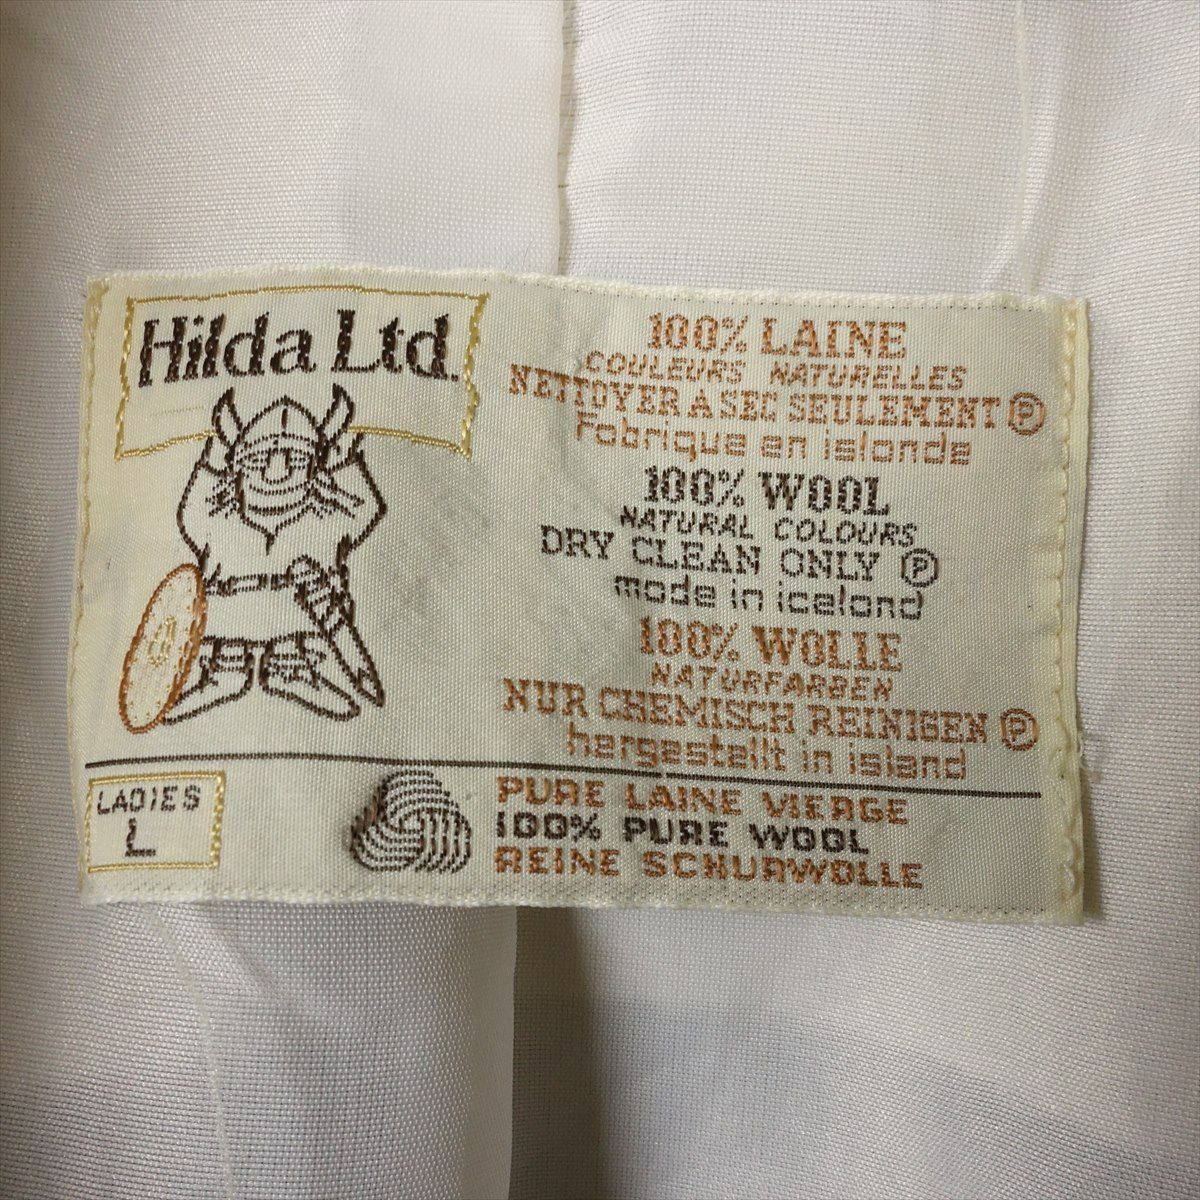 Hilda Ltd.
100% LAINE
COULEURS NATURELLES
NETTOYER A SEC SEULEMENT Ⓟ
Fabrique en islande
100% WOOL
NATURAL COLOURS
DRY CLEAN ONLY Ⓟ
made in iceland
100% WOLLE
NATURFARBEN
NUR CHEMISCH REINIGEN Ⓟ
hergestellt in island
LADIES
L
PURE LAINE VIERGE
100% PURE WOOL
REINE SCHURWOLLE